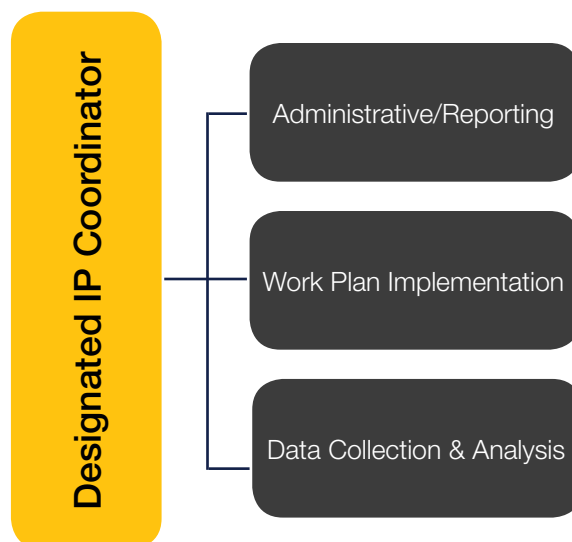 Designated IP Coordinator
Administrative/Reporting
Work Plan Implementation
Data Collection & Analysis